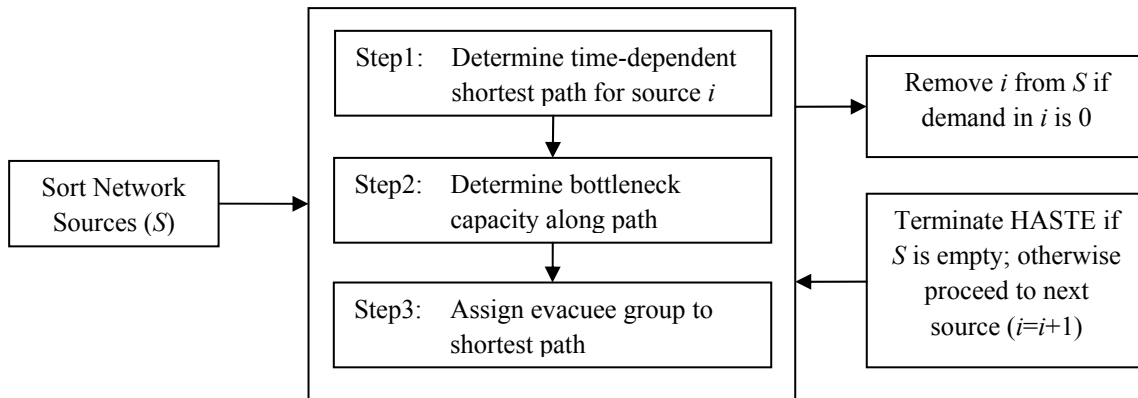 Sort Network
Sources (S)
Step1: Determine time-dependent
shortest path for source i
Step2: Determine bottleneck
capacity along path
Step3: Assign evacuee group to
shortest path
Remove i from S if
demand in i is 0
Terminate HASTE if
S is empty; otherwise
proceed to next
source (i=i+1)